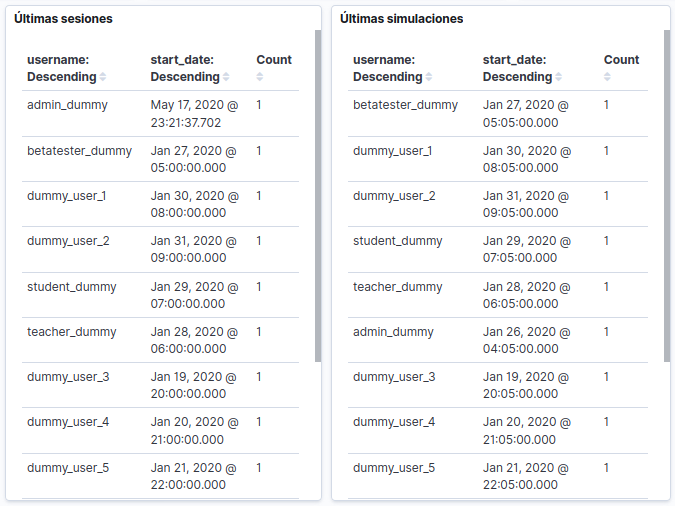 Últimas sesiones
username: Descending start_date: Descending Count
admin_dummy May 17, 2020 @ 23:21:37.702 1
betatester_dummy Jan 27, 2020 @ 05:00:00.000 1
dummy_user_1 Jan 30, 2020 @ 08:00:00.000 1
dummy_user_2 Jan 31, 2020 @ 09:00:00.000 1
student_dummy Jan 29, 2020 @ 07:00:00.000 1
teacher_dummy Jan 28, 2020 @ 06:00:00.000 1
dummy_user_3 Jan 19, 2020 @ 20:00:00.000 1
dummy_user_4 Jan 20, 2020 @ 21:00:00.000 1
dummy_user_5 Jan 21, 2020 @ 22:00:00.000 1
Últimas simulaciones
username: Descending start_date: Descending Count
betatester_dummy Jan 27, 2020 @ 05:05:00.000 1
dummy_user_1 Jan 30, 2020 @ 08:05:00.000 1
dummy_user_2 Jan 31, 2020 @ 09:05:00.000 1
student_dummy Jan 29, 2020 @ 07:05:00.000 1
teacher_dummy Jan 28, 2020 @ 06:05:00.000 1
admin_dummy Jan 26, 2020 @ 04:05:00.000 1
dummy_user_3 Jan 19, 2020 @ 20:05:00.000 1
dummy_user_4 Jan 20, 2020 @ 21:05:00.000 1
dummy_user_5 Jan 21, 2020 @ 22:05:00.000 1